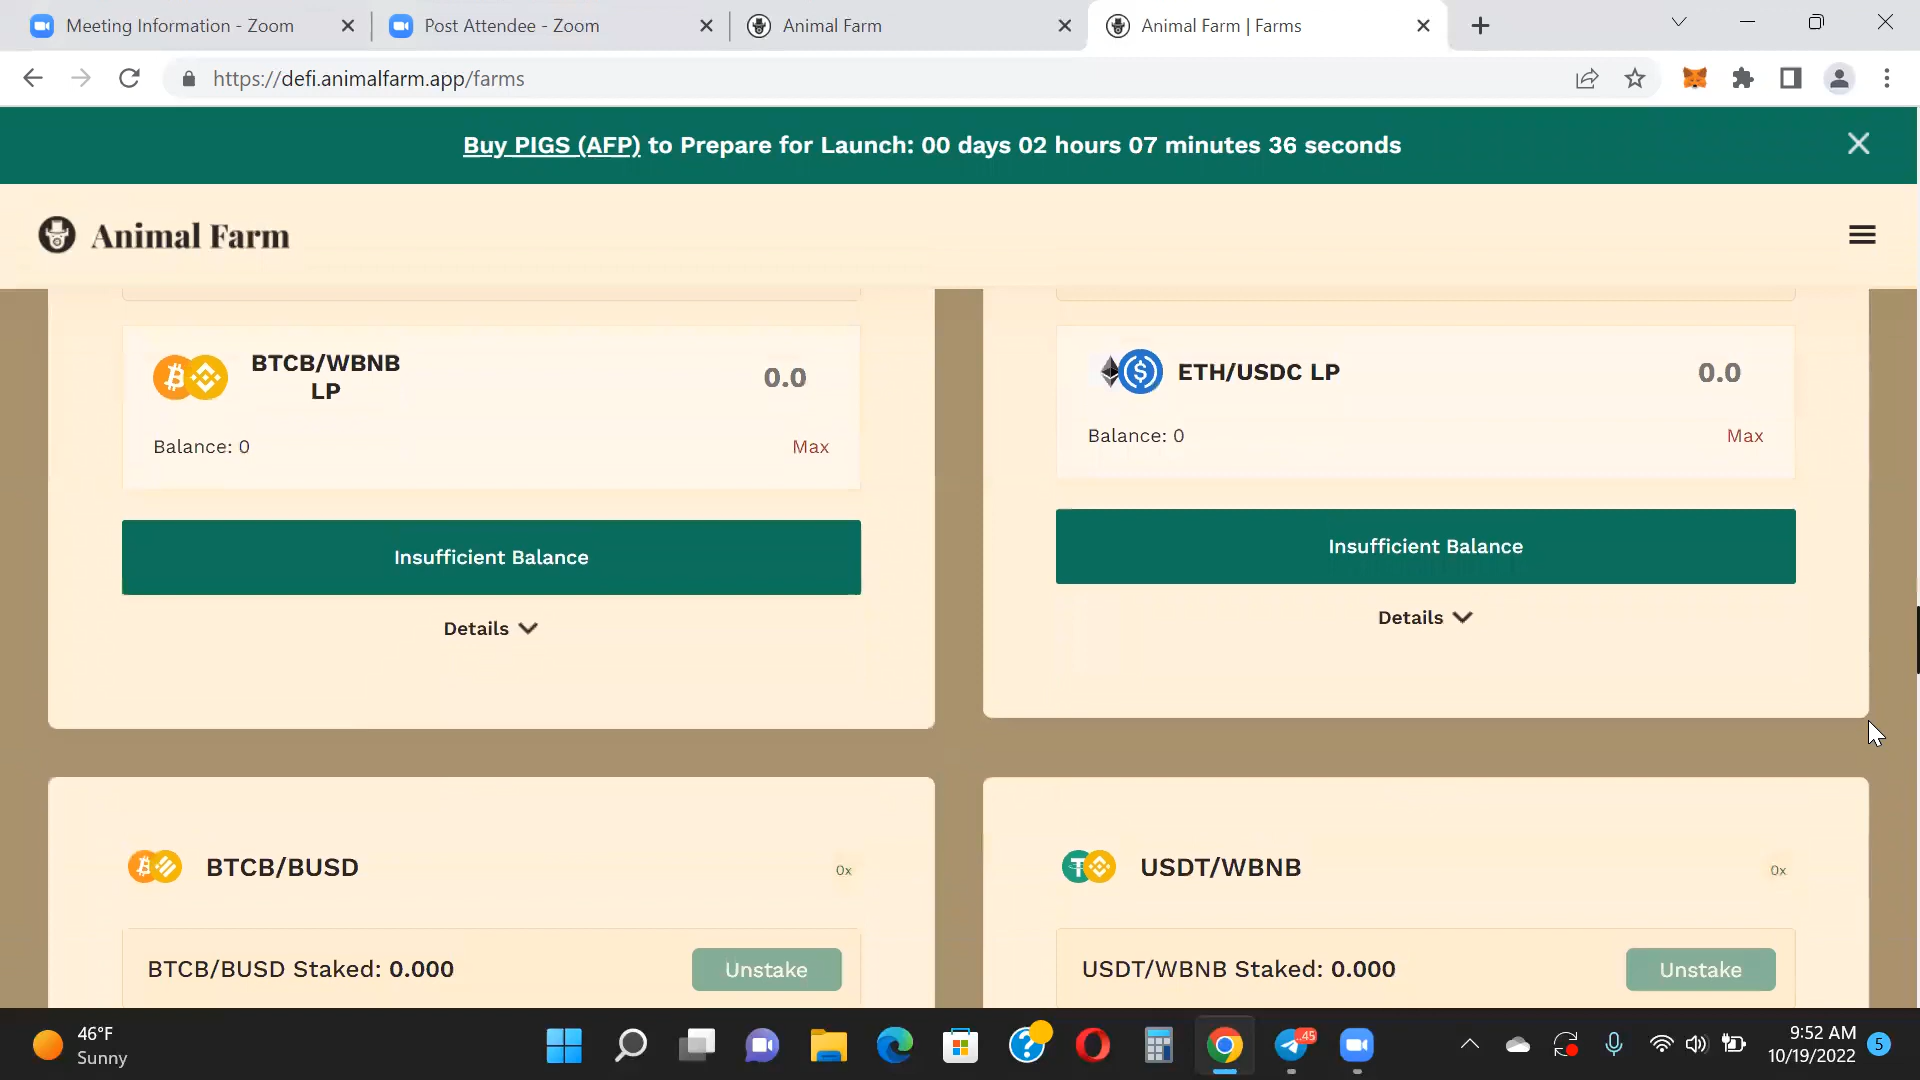 Meeting Information - Zoom
Post Attendee - Zoom
Animal Farm
Animal Farm | Farms
https://defi.animalfarm.app/farms
Buy PIGS (AFP) to Prepare for Launch: 00 days 02 hours 07 minutes 36 seconds
Animal Farm
BTCB/WBNB
LP
0.0
Balance: 0
Max
Insufficient Balance
Details
ETH/USDC LP
0.0
Balance: 0
Max
Insufficient Balance
Details
BTCB/BUSD
0x
BTCB/BUSD Staked: 0.000
Unstake
USDT/WBNB
0x
USDT/WBNB Staked: 0.000
Unstake
46°F
Sunny
45
9:52 AM
10/19/2022
5